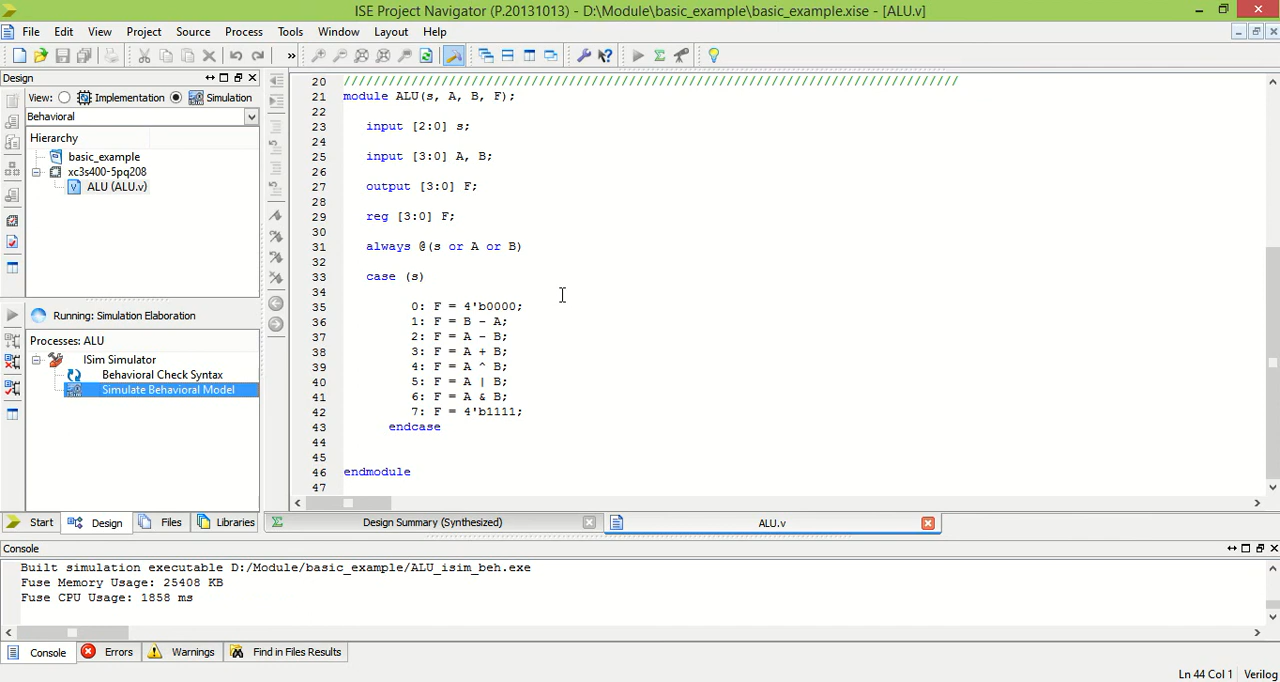 ISE Project Navigator (P.20131013) - D:\Module\basic_example\basic_example.xise - [ALU.v]
File Edit View Project Source Process Tools Window Layout Help
Design
View: Implementation Simulation
Behavioral
Hierarchy
basic_example
xc3s400-5pq208
ALU (ALU.v)
Running: Simulation Elaboration
Processes: ALU
ISim Simulator
Behavioral Check Syntax
Simulate Behavioral Model
Start Design Files Libraries
20 //////////////////////////////////////////////////////////////////////////////////
21 module ALU(s, A, B, F);
22
23 input [2:0] s;
24
25 input [3:0] A, B;
26
27 output [3:0] F;
28
29 reg [3:0] F;
30
31 always @(s or A or B)
32
33 case (s)
34
35 0: F = 4'b0000;
36 1: F = B - A;
37 2: F = A - B;
38 3: F = A + B;
39 4: F = A ^ B;
40 5: F = A | B;
41 6: F = A & B;
42 7: F = 4'b1111;
43 endcase
44
45
46 endmodule
47
Design Summary (Synthesized) ALU.v
Console
Built simulation executable D:/Module/basic_example/ALU_isim_beh.exe
Fuse Memory Usage: 25408 KB
Fuse CPU Usage: 1858 ms
Console Errors Warnings Find in Files Results
Ln 44 Col 1 Verilog